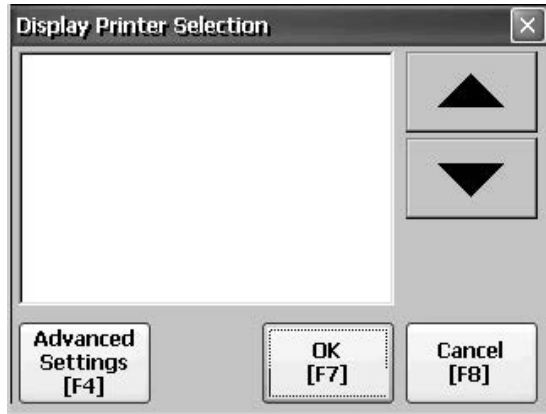 Display Printer Selection
Advanced
Settings
[F4]
OK
[F7]
Cancel
[F8]